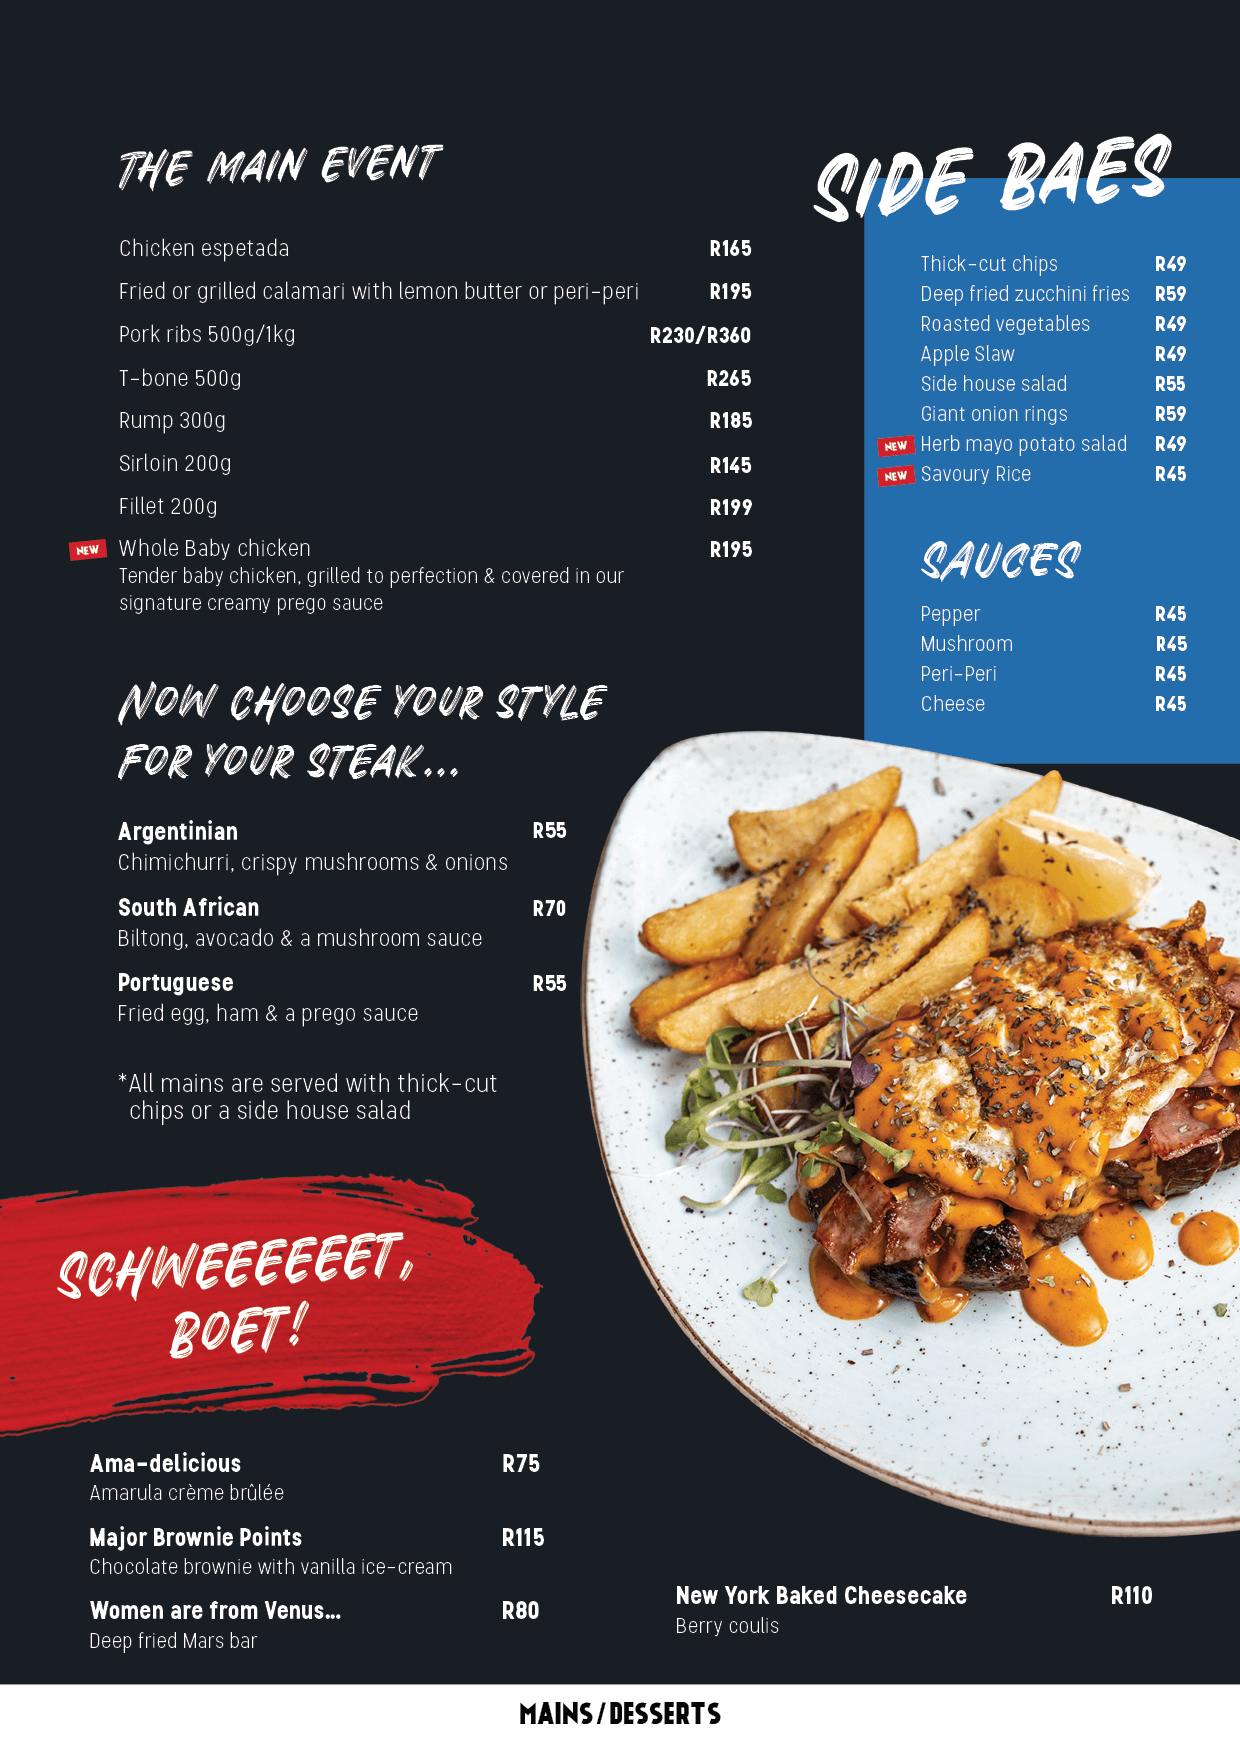 THE MAIN EVENT
Chicken espetada R165
Fried or grilled calamari with lemon butter or peri-peri R195
Pork ribs 500g/1kg R230/R360
T-bone 500g R265
Rump 300g R185
Sirloin 200g R145
Fillet 200g R199
NEW Whole Baby chicken R195
Tender baby chicken, grilled to perfection & covered in our
signature creamy prego sauce
SIDE BAES
Thick-cut chips R49
Deep fried zucchini fries R59
Roasted vegetables R49
Apple Slaw R49
Side house salad R55
Giant onion rings R59
NEW Herb mayo potato salad R49
NEW Savoury Rice R45
SAUCES
Pepper R45
Mushroom R45
Peri-Peri R45
Cheese R45
NOW CHOOSE YOUR STYLE
FOR YOUR STEAK...
Argentinian R55
Chimichurri, crispy mushrooms & onions
South African R70
Biltong, avocado & a mushroom sauce
Portuguese R55
Fried egg, ham & a prego sauce
*All mains are served with thick-cut
chips or a side house salad
SCHWEEEEEET,
BOET!
Ama-delicious R75
Amarula crème brûlée
Major Brownie Points R115
Chocolate brownie with vanilla ice-cream
Women are from Venus... R80
Deep fried Mars bar
New York Baked Cheesecake R110
Berry coulis
MAINS/DESSERTS